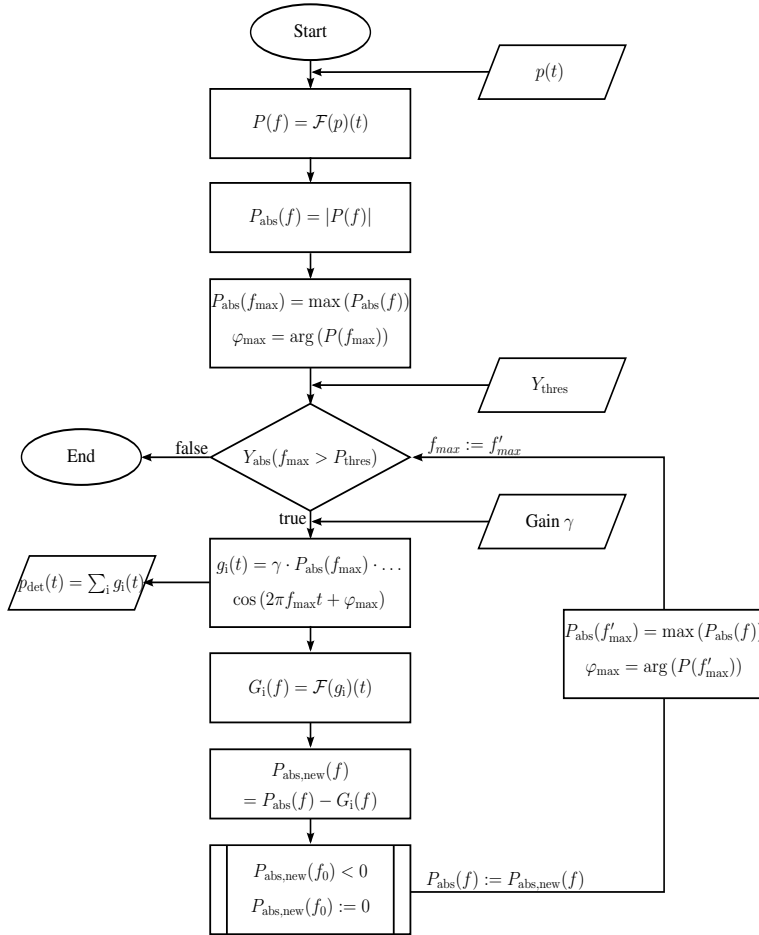 Start
p(t)
P(f) = ℱ(p)(t)
P_abs(f) = |P(f)|
P_abs(f_max) = max (P_abs(f))
φ_max = arg (P(f_max))
Y_thres
End
false
Y_abs(f_max > P_thres)
f_max := f'_max
true
Gain γ
g_i(t) = γ · P_abs(f_max) · …
cos (2πf_max t + φ_max)
p_det(t) = ∑_i g_i(t)
P_abs(f'_max) = max (P_abs(f))
φ_max = arg (P(f'_max))
G_i(f) = ℱ(g_i)(t)
P_abs,new(f)
= P_abs(f) − G_i(f)
P_abs,new(f_0) < 0
P_abs,new(f_0) := 0
P_abs(f) := P_abs,new(f)